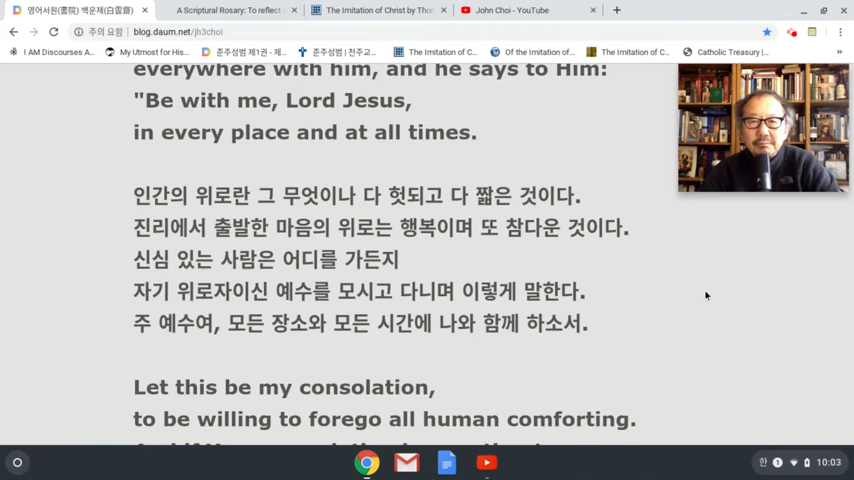 영어서원(書院) 백운재(白雲齋)
A Scriptural Rosary: To reflect
The Imitation of Christ by Thom
John Choi - YouTube
주의 요함
blog.daum.net/jh3choi
I AM Discourses A...
My Utmost for His...
준주성범 제1권 - 제...
준주성범 | 전주교...
The Imitation of C...
Of the Imitation of...
The Imitation of C...
Catholic Treasury |...
everywhere with him, and he says to Him:
"Be with me, Lord Jesus,
in every place and at all times.
인간의 위로란 그 무엇이나 다 헛되고 다 짧은 것이다.
진리에서 출발한 마음의 위로는 행복이며 또 참다운 것이다.
신심 있는 사람은 어디를 가든지
자기 위로자이신 예수를 모시고 다니며 이렇게 말한다.
주 예수여, 모든 장소와 모든 시간에 나와 함께 하소서.
Let this be my consolation,
to be willing to forego all human comforting.
한
1
10:03